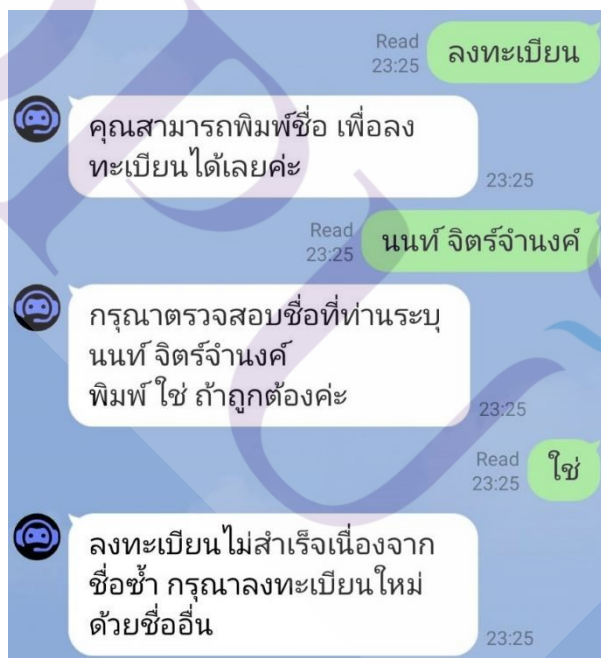 Read
23:25
ลงทะเบียน
คุณสามารถพิมพ์ชื่อ เพื่อลง
ทะเบียนได้เลยค่ะ
23:25
Read
23:25
นนท์ จิตร์จำนงค์
กรุณาตรวจสอบชื่อที่ท่านระบุ
นนท์ จิตร์จำนงค์
พิมพ์ ใช่ ถ้าถูกต้องค่ะ
23:25
Read
23:25
ใช่
ลงทะเบียนไม่สำเร็จเนื่องจาก
ชื่อซ้ำ กรุณาลงทะเบียนใหม่
ด้วยชื่ออื่น
23:25